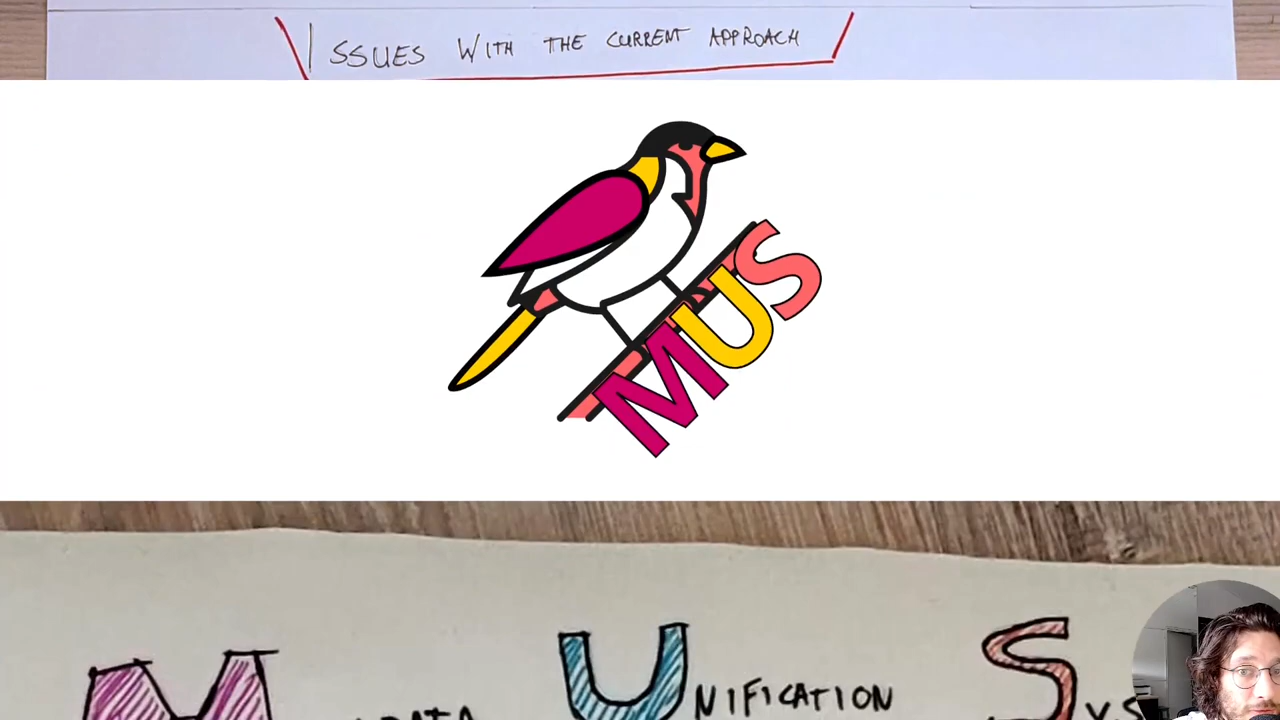 ISSUES WITH THE CURRENT APPROACH
MUS
UNIFICATION